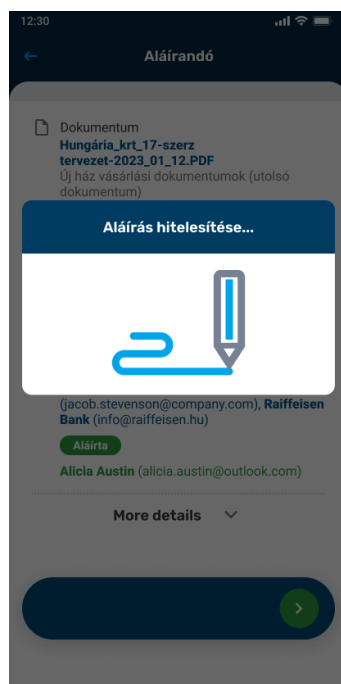 12:30
Aláírandó
Dokumentum
Hungária_krt_17-szerz
tervezet-2023_01_12.PDF
Új ház vásárlási dokumentumok (utolsó
dokumentum)
Aláírás hitelesítése...
(jacob.stevenson@company.com), Raiffeisen
Bank (info@raiffeisen.hu)
Aláírta
Alicia Austin (alicia.austin@outlook.com)
More details